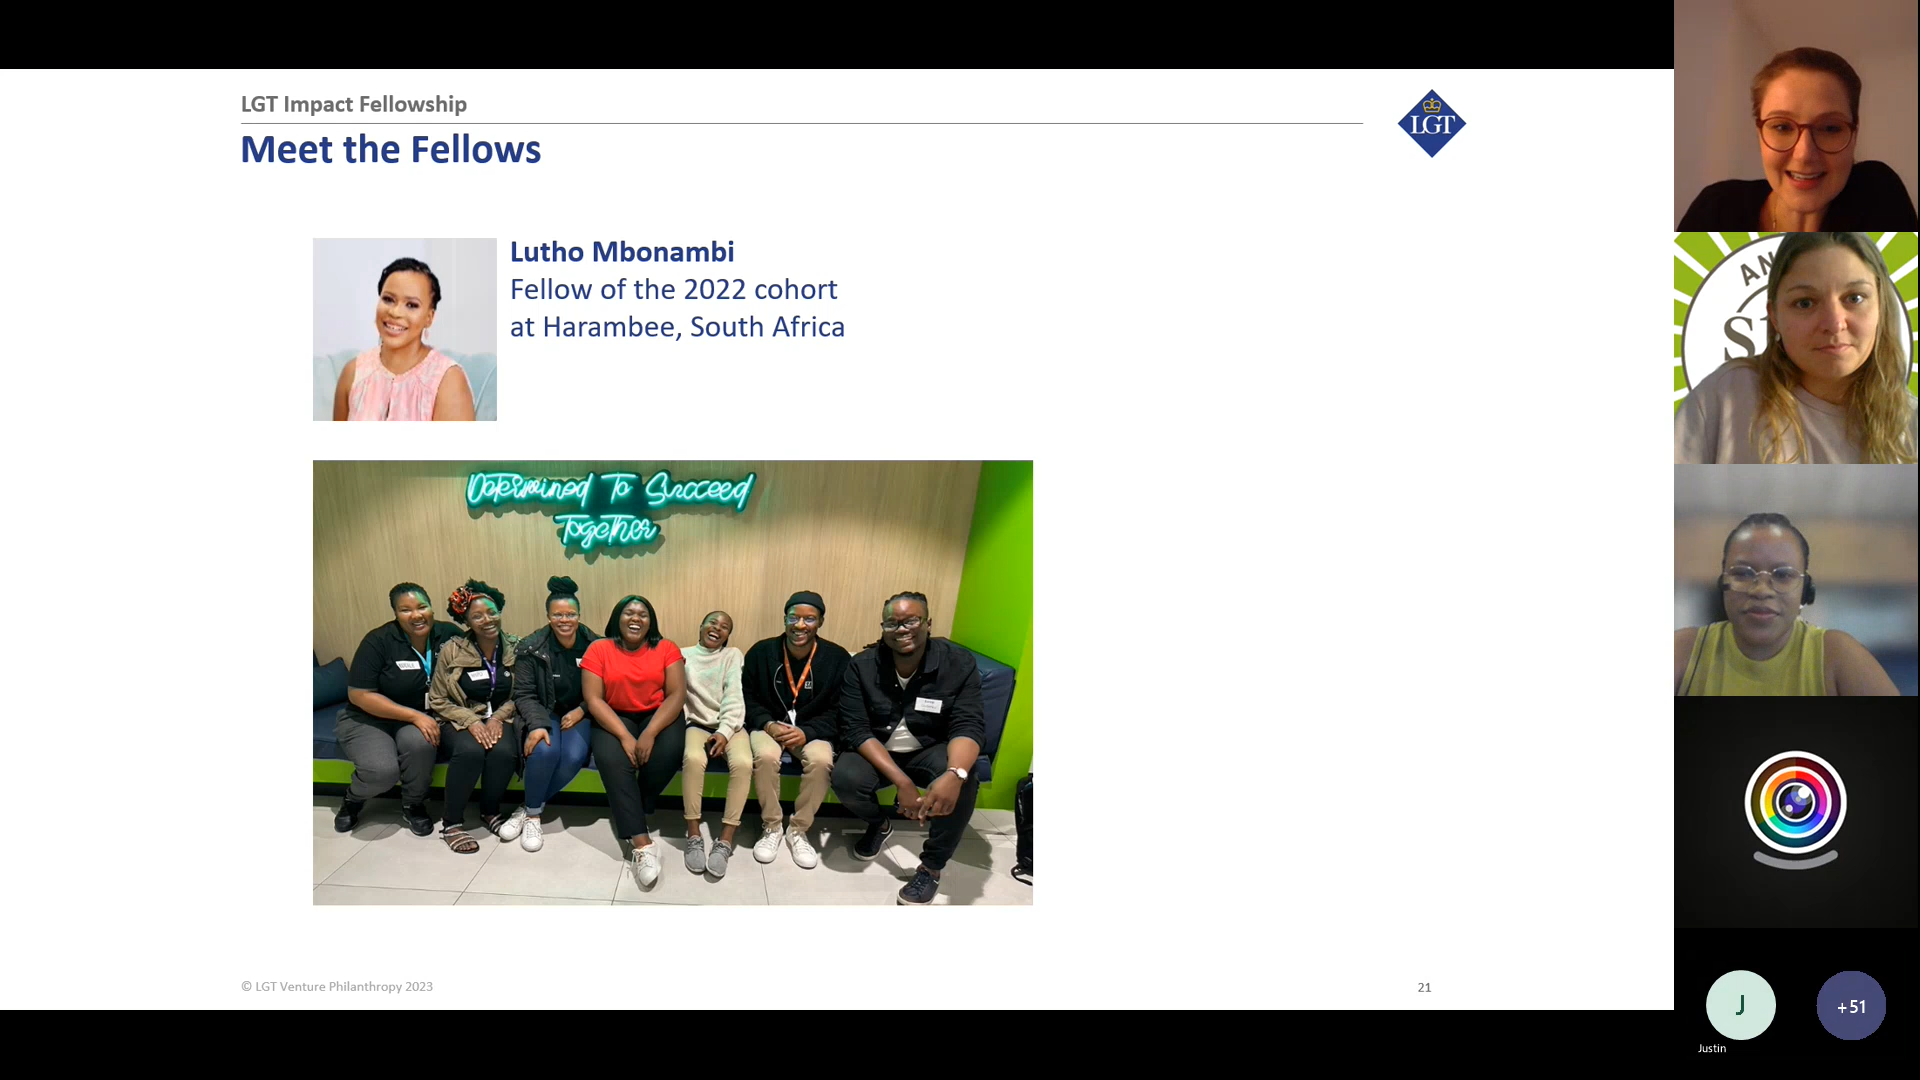 LGT Impact Fellowship
Meet the Fellows
LGT
Lutho Mbonambi
Fellow of the 2022 cohort
at Harambee, South Africa
Determined To Succeed
Together
© LGT Venture Philanthropy 2023
21
AN
S
J
+51
Justin